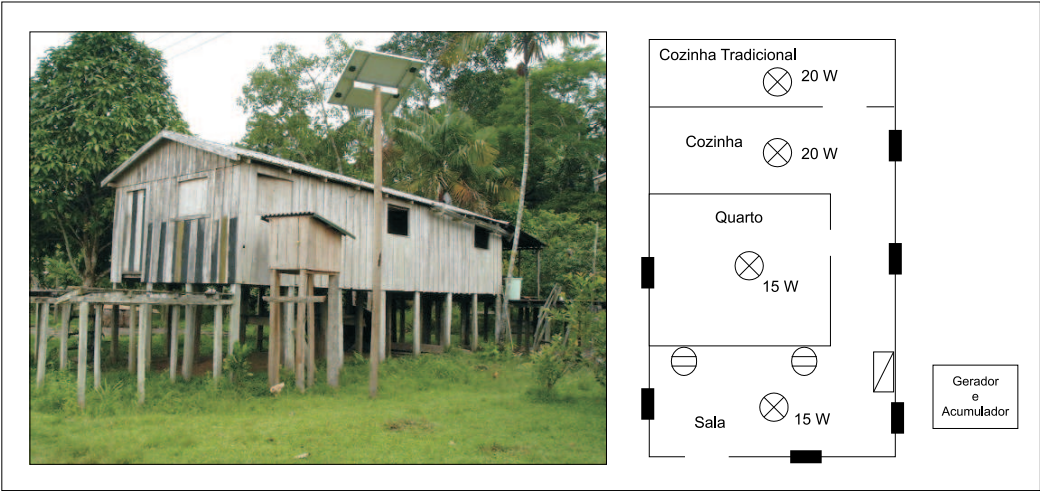 Cozinha Tradicional
20 W
Cozinha
20 W
Quarto
15 W
Sala
15 W
Gerador
e
Acumulador